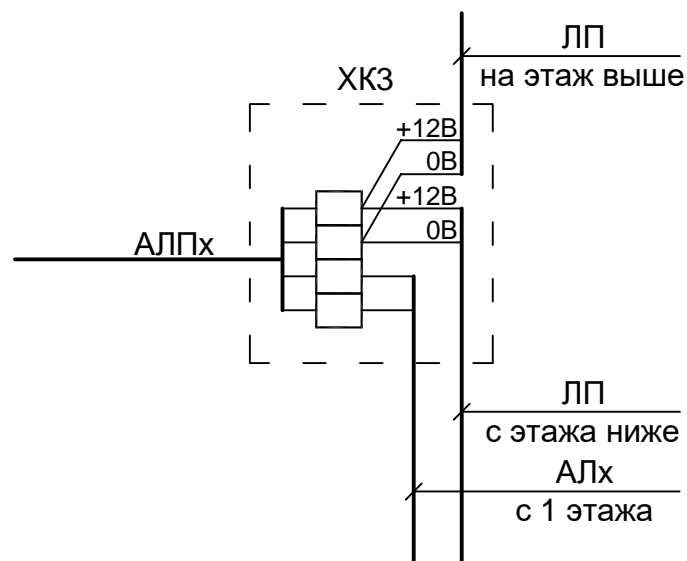 ЛП
на этаж выше
ХК3
+12В
0В
+12В
0В
АЛПх
ЛП
с этажа ниже
АЛх
с 1 этажа